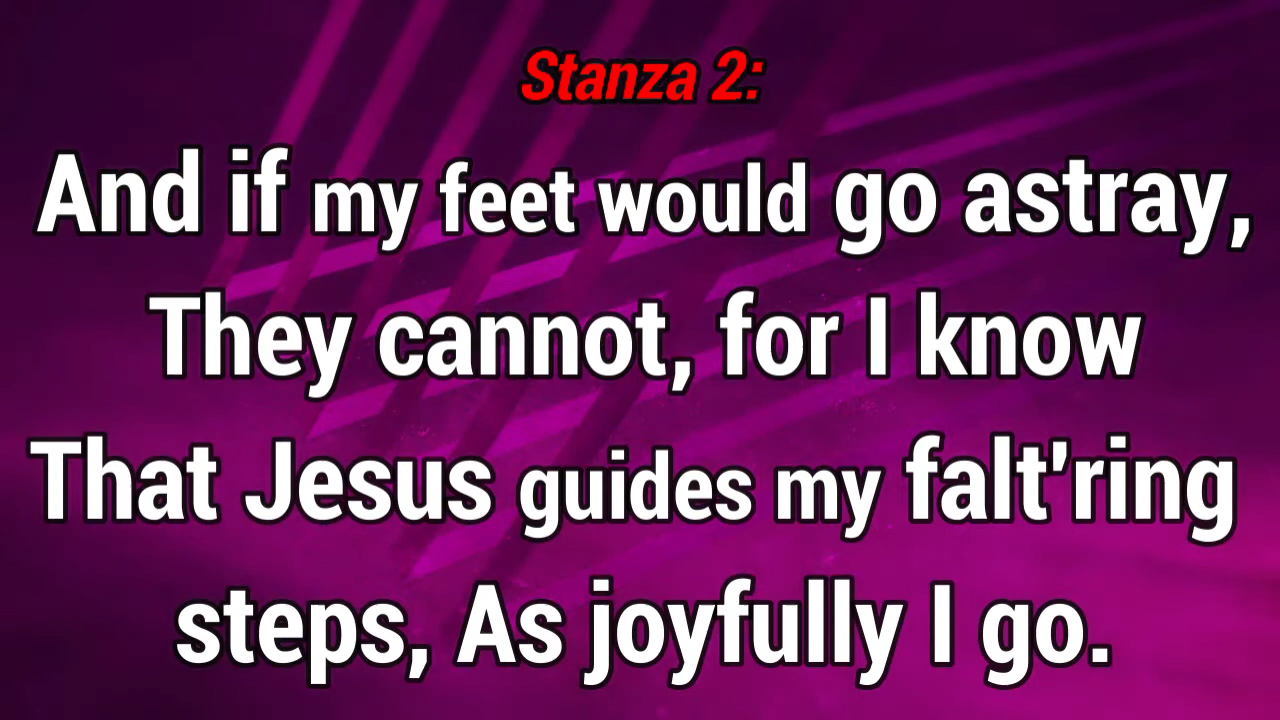 Stanza 2:
And if my feet would go astray,
They cannot, for I know
That Jesus guides my falt'ring
steps, As joyfully I go.